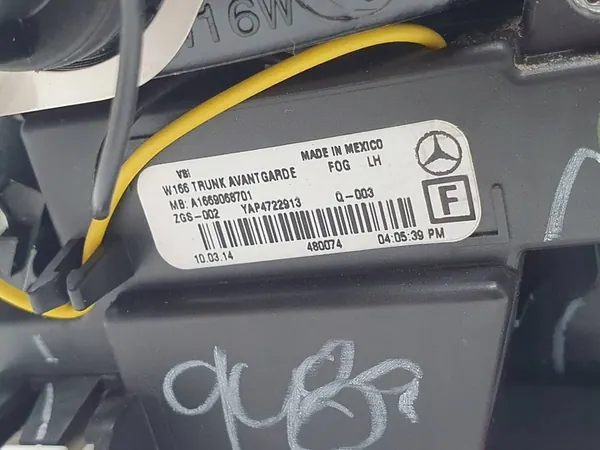 16W
VBI
MADE IN MEXICO
W166 TRUNK AVANTGARDE
FOG LH
MB: A1669068701
ZGS-002 YAP4722913 Q-003
F
480074
10.03.14
04:05:39 PM